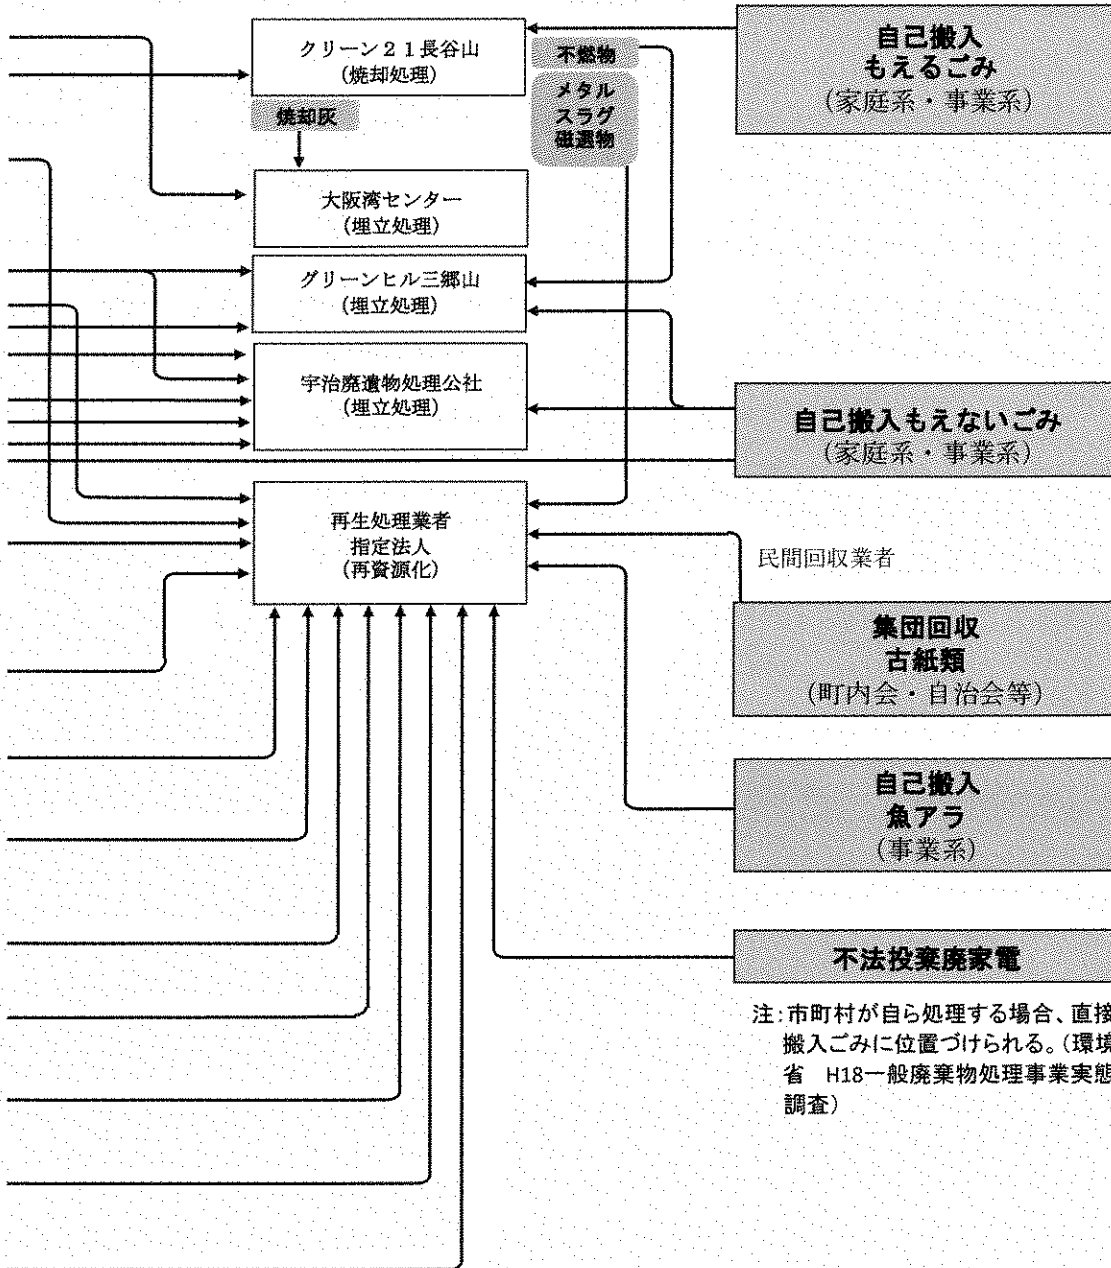 クリーン２１長谷山
(焼却処理)
不燃物
メタル
スラグ
磁選物
焼却灰
大阪湾センター
(埋立処理)
グリーンヒル三郷山
(埋立処理)
宇治廃遺物処理公社
(埋立処理)
再生処理業者
指定法人
(再資源化)
自己搬入
もえるごみ
(家庭系・事業系)
自己搬入もえないごみ
(家庭系・事業系)
民間回収業者
集団回収
古紙類
(町内会・自治会等)
自己搬入
魚アラ
(事業系)
不法投棄廃家電
注：市町村が自ら処理する場合、直接
搬入ごみに位置づけられる。(環境
省　H18一般廃棄物処理事業実態
調査)